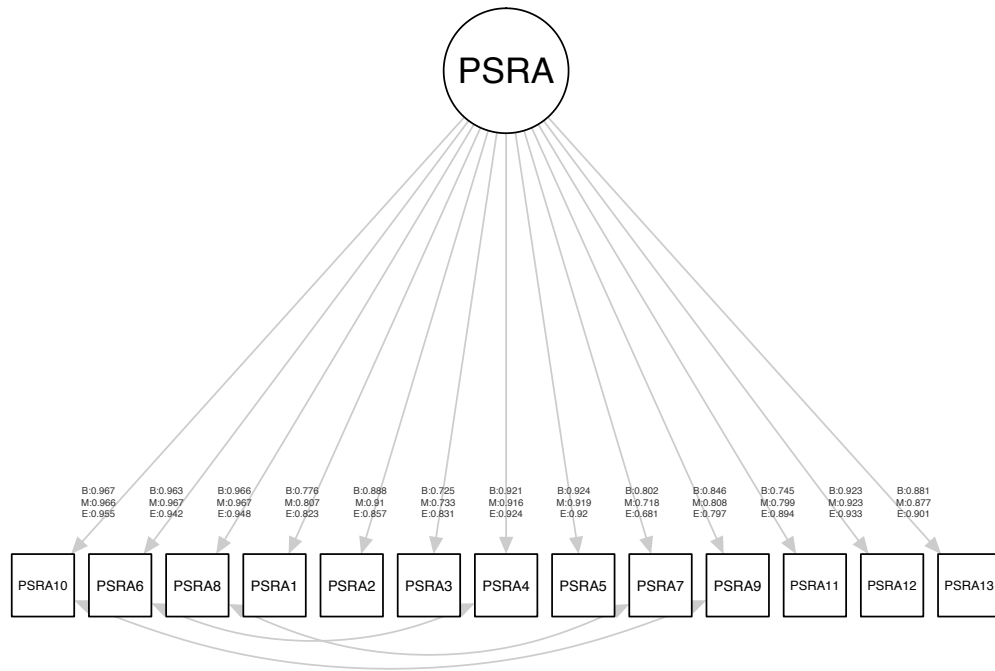 PSRA
B:0.967
M:0.966
E:0.955
B:0.963
M:0.967
E:0.942
B:0.966
M:0.967
E:0.948
B:0.776
M:0.807
E:0.823
B:0.888
M:0.91
E:0.857
B:0.725
M:0.733
E:0.831
B:0.921
M:0.916
E:0.924
B:0.924
M:0.919
E:0.92
B:0.802
M:0.718
E:0.681
B:0.846
M:0.808
E:0.797
B:0.745
M:0.799
E:0.894
B:0.923
M:0.923
E:0.933
B:0.881
M:0.877
E:0.901
PSRA10 PSRA6 PSRA8 PSRA1 PSRA2 PSRA3 PSRA4 PSRA5 PSRA7 PSRA9 PSRA11 PSRA12 PSRA13